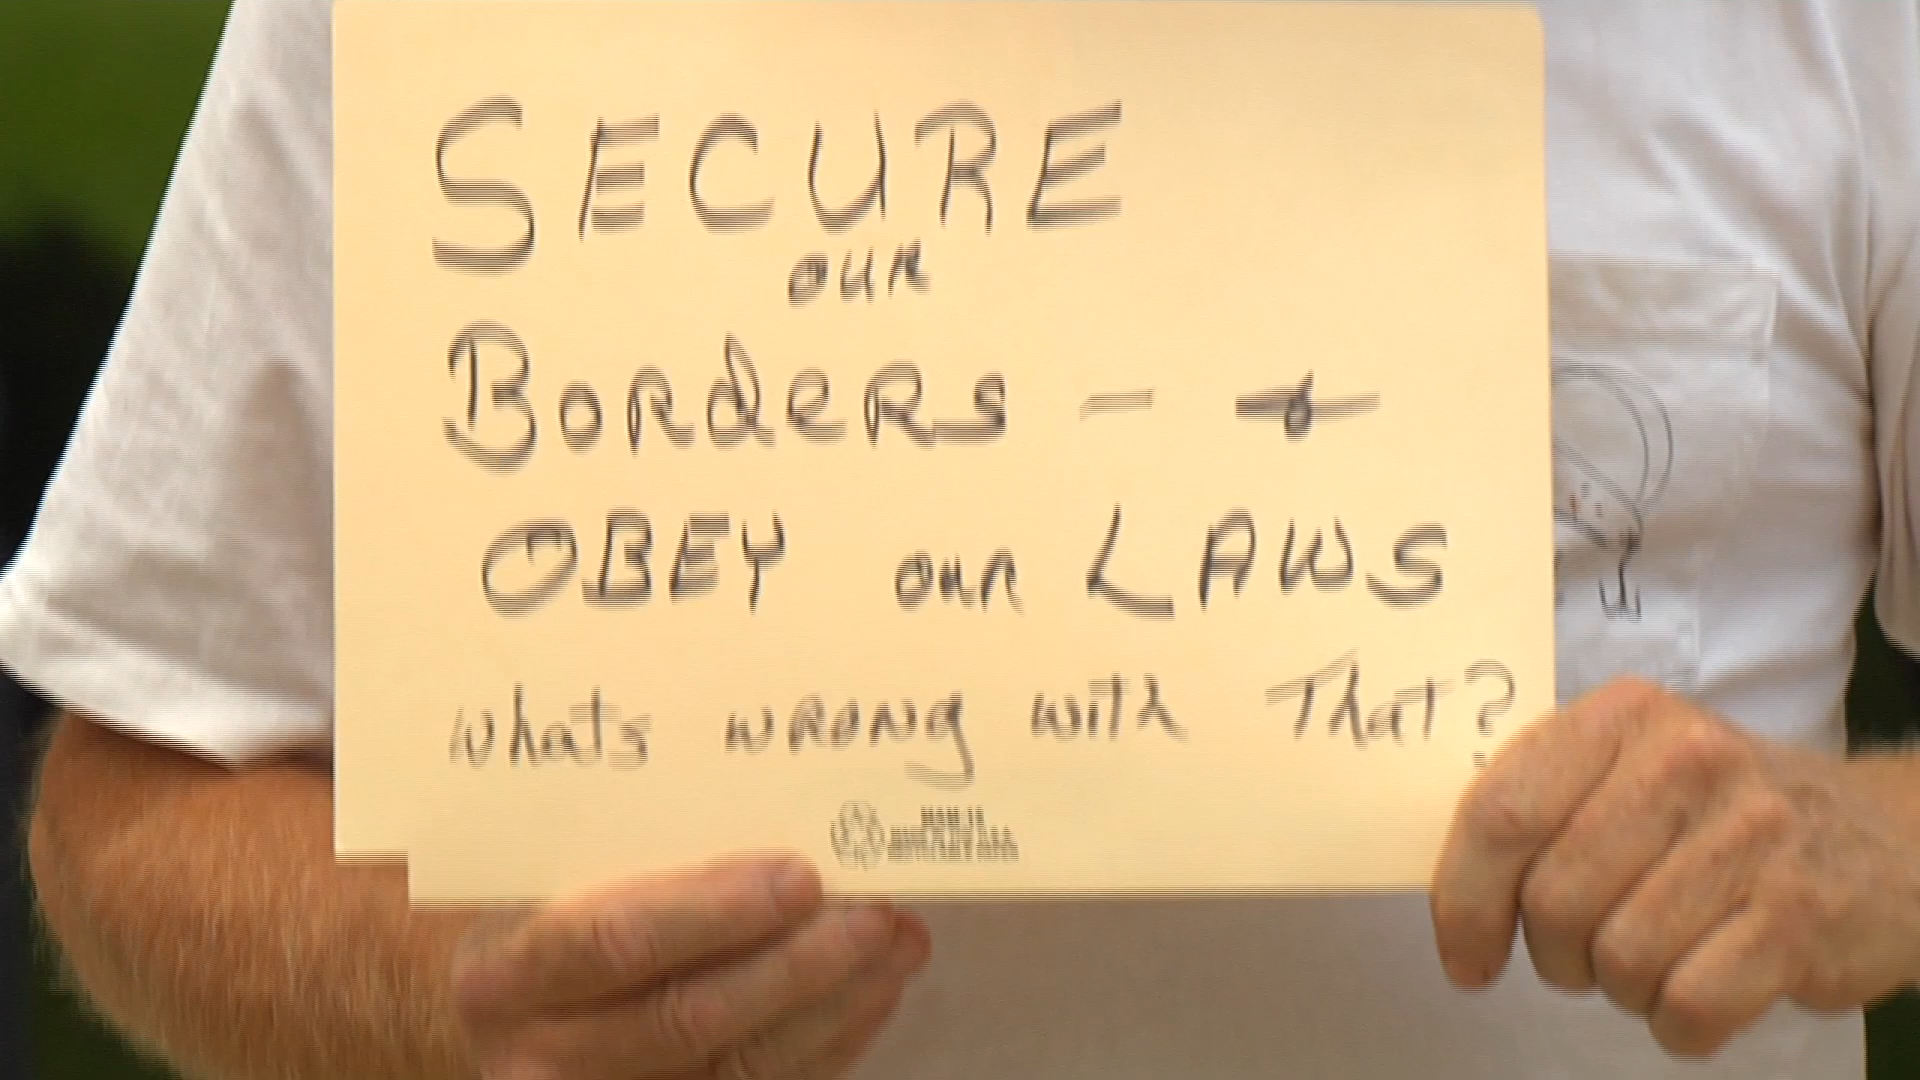 SECURE
our
Borders - +
OBEY our LAWS
whats wrong with That?